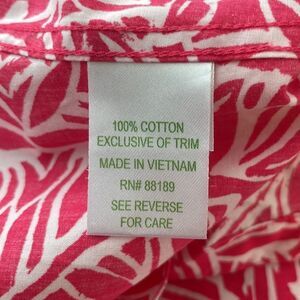 100% COTTON
EXCLUSIVE OF TRIM
MADE IN VIETNAM
RN# 88189
SEE REVERSE
FOR CARE